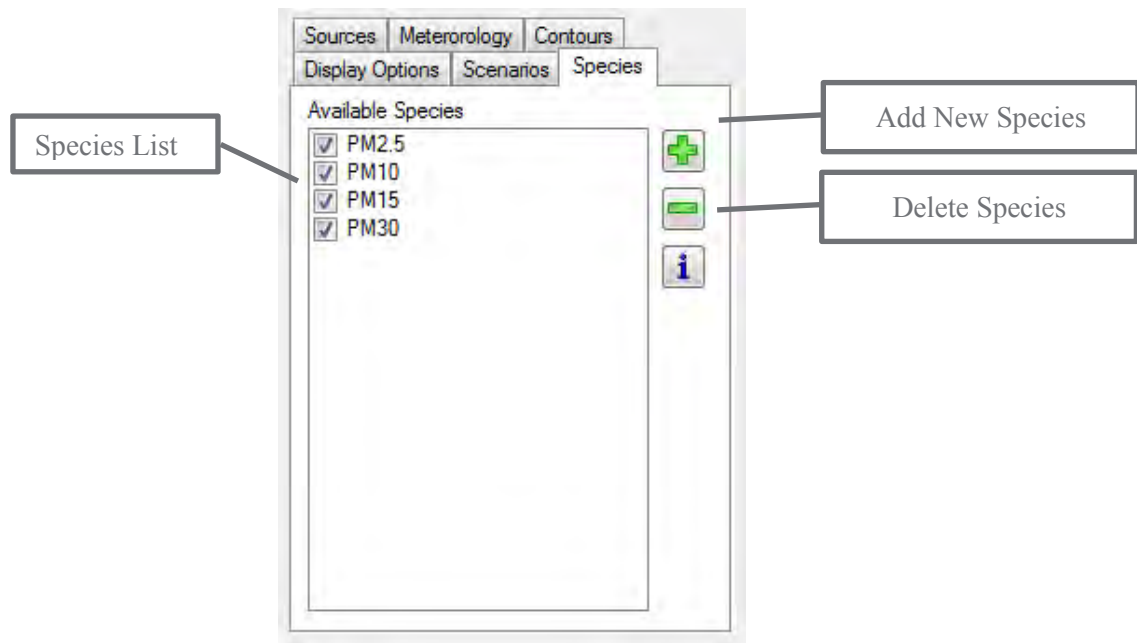 Sources Meterorology Contours
Display Options Scenarios Species
Available Species
PM2.5
PM10
PM15
PM30
Species List
Add New Species
Delete Species
i